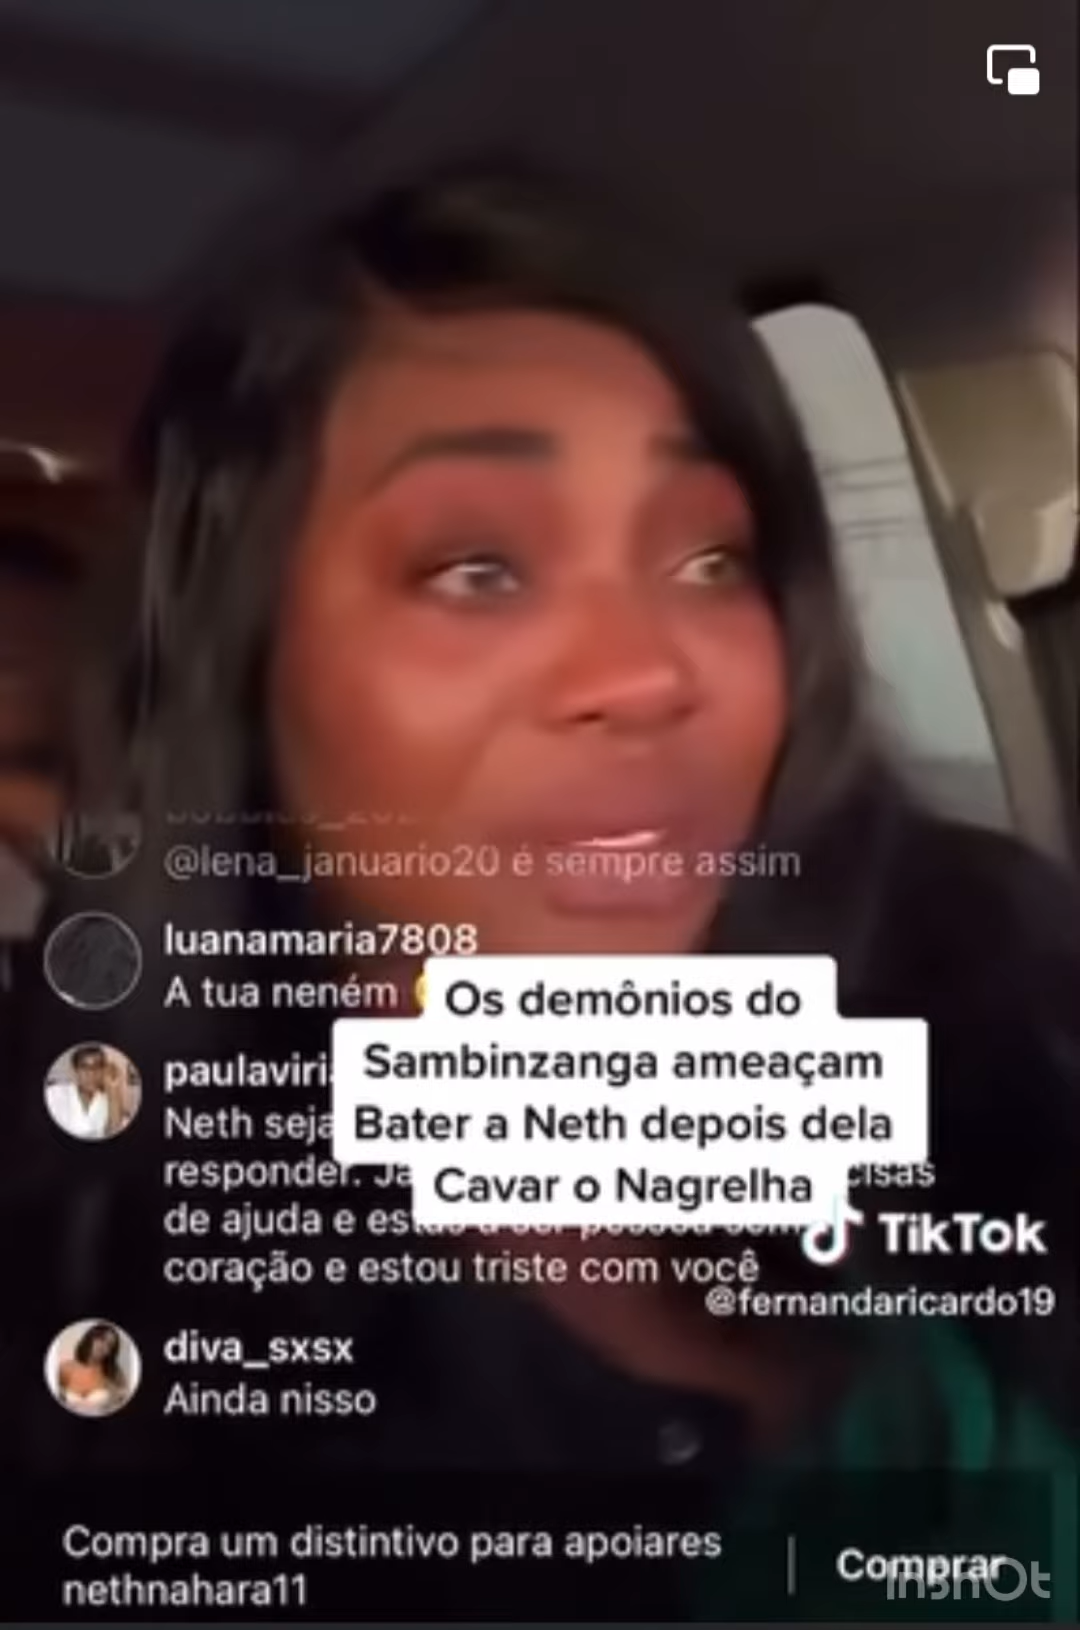 @lena_januario20 é sempre assim
luanamaria7808
A tua neném
Os demônios do
Sambinzanga ameaçam
Bater a Neth depois dela
Cavar o Nagrelha
paulaviri
Neth seja
responder.
de ajuda e
coração e estou triste com você
TikTok
@fernandaricardo19
diva_sxsx
Ainda nisso
Compra um distintivo para apoiares
nethnahara11
Comprar
InShOt